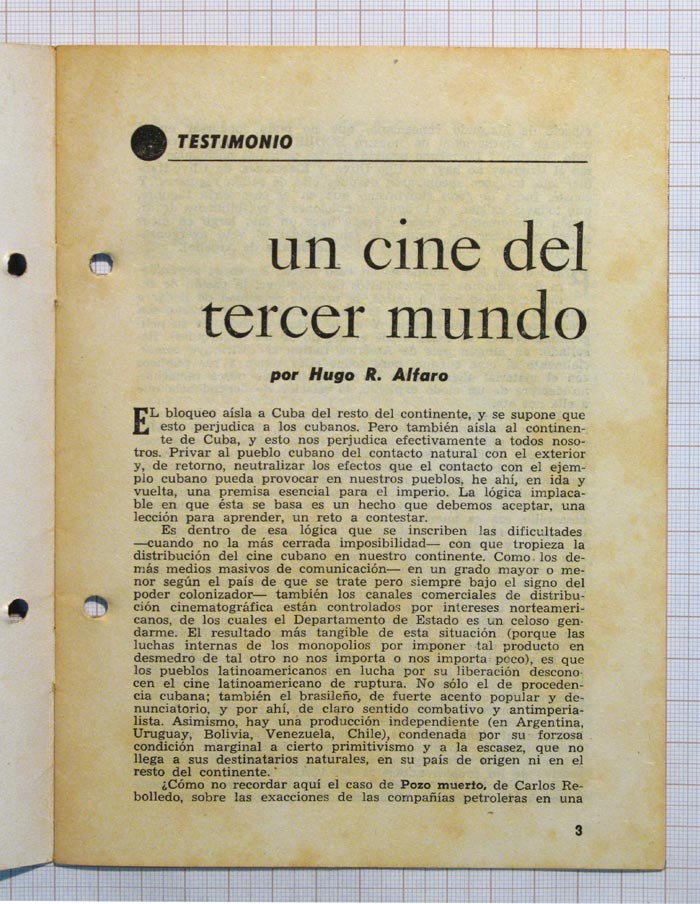 TESTIMONIO
un cine del
tercer mundo
por Hugo R. Alfaro
EL bloqueo aísla a Cuba del resto del continente, y se supone que
esto perjudica a los cubanos. Pero también aísla al continen-
te de Cuba, y esto nos perjudica efectivamente a todos noso-
tros. Privar al pueblo cubano del contacto natural con el exterior
y, de retorno, neutralizar los efectos que el contacto con el ejem-
plo cubano pueda provocar en nuestros pueblos, he ahí, en ida y
vuelta, una premisa esencial para el imperio. La lógica implaca-
ble en que ésta se basa es un hecho que debemos aceptar, una
lección para aprender, un reto a contestar.
Es dentro de esa lógica que se inscriben las dificultades
—cuando no la más cerrada imposibilidad— con que tropieza la
distribución del cine cubano en nuestro continente. Como los de-
más medios masivos de comunicación— en un grado mayor o me-
nor según el país de que se trate pero siempre bajo el signo del
poder colonizador— también los canales comerciales de distribu-
ción cinematográfica están controlados por intereses norteameri-
canos, de los cuales el Departamento de Estado es un celoso gen-
darme. El resultado más tangible de esta situación (porque las
luchas internas de los monopolios por imponer tal producto en
desmedro de tal otro no nos importa o nos importa poco), es que
los pueblos latinoamericanos en lucha por su liberación descono-
cen el cine latinoamericano de ruptura. No sólo el de proceden-
cia cubana; también el brasileño, de fuerte acento popular y de-
nunciatorio, y por ahí, de claro sentido combativo y antimperia-
lista. Asimismo, hay una producción independiente (en Argentina,
Uruguay, Bolivia, Venezuela, Chile), condenada por su forzosa
condición marginal a cierto primitivismo y a la escasez, que no
llega a sus destinatarios naturales, en su país de origen ni en el
resto del continente.
¿Cómo no recordar aquí el caso de Pozo muerto, de Carlos Re-
bolledo, sobre las exacciones de las compañías petroleras en una
3